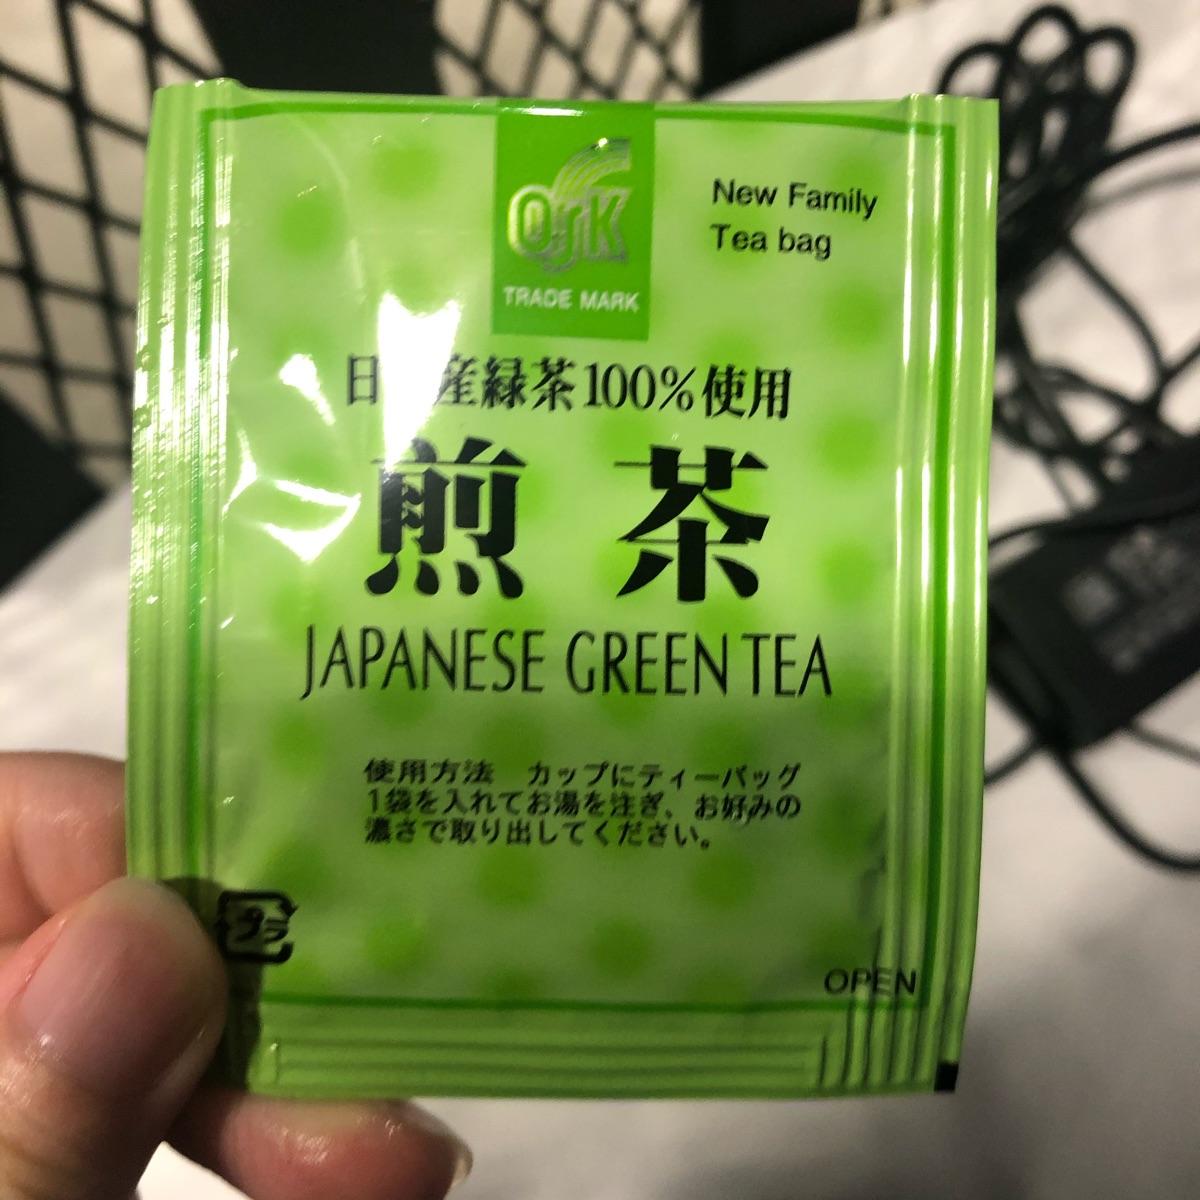 OSK
TRADE MARK
New Family
Tea bag
日 産緑茶100%使用
煎茶
JAPANESE GREEN TEA
使用方法 カップにティーバッグ
1袋を入れてお湯を注ぎ、お好みの
濃さで取り出してください。
プラ
OPEN